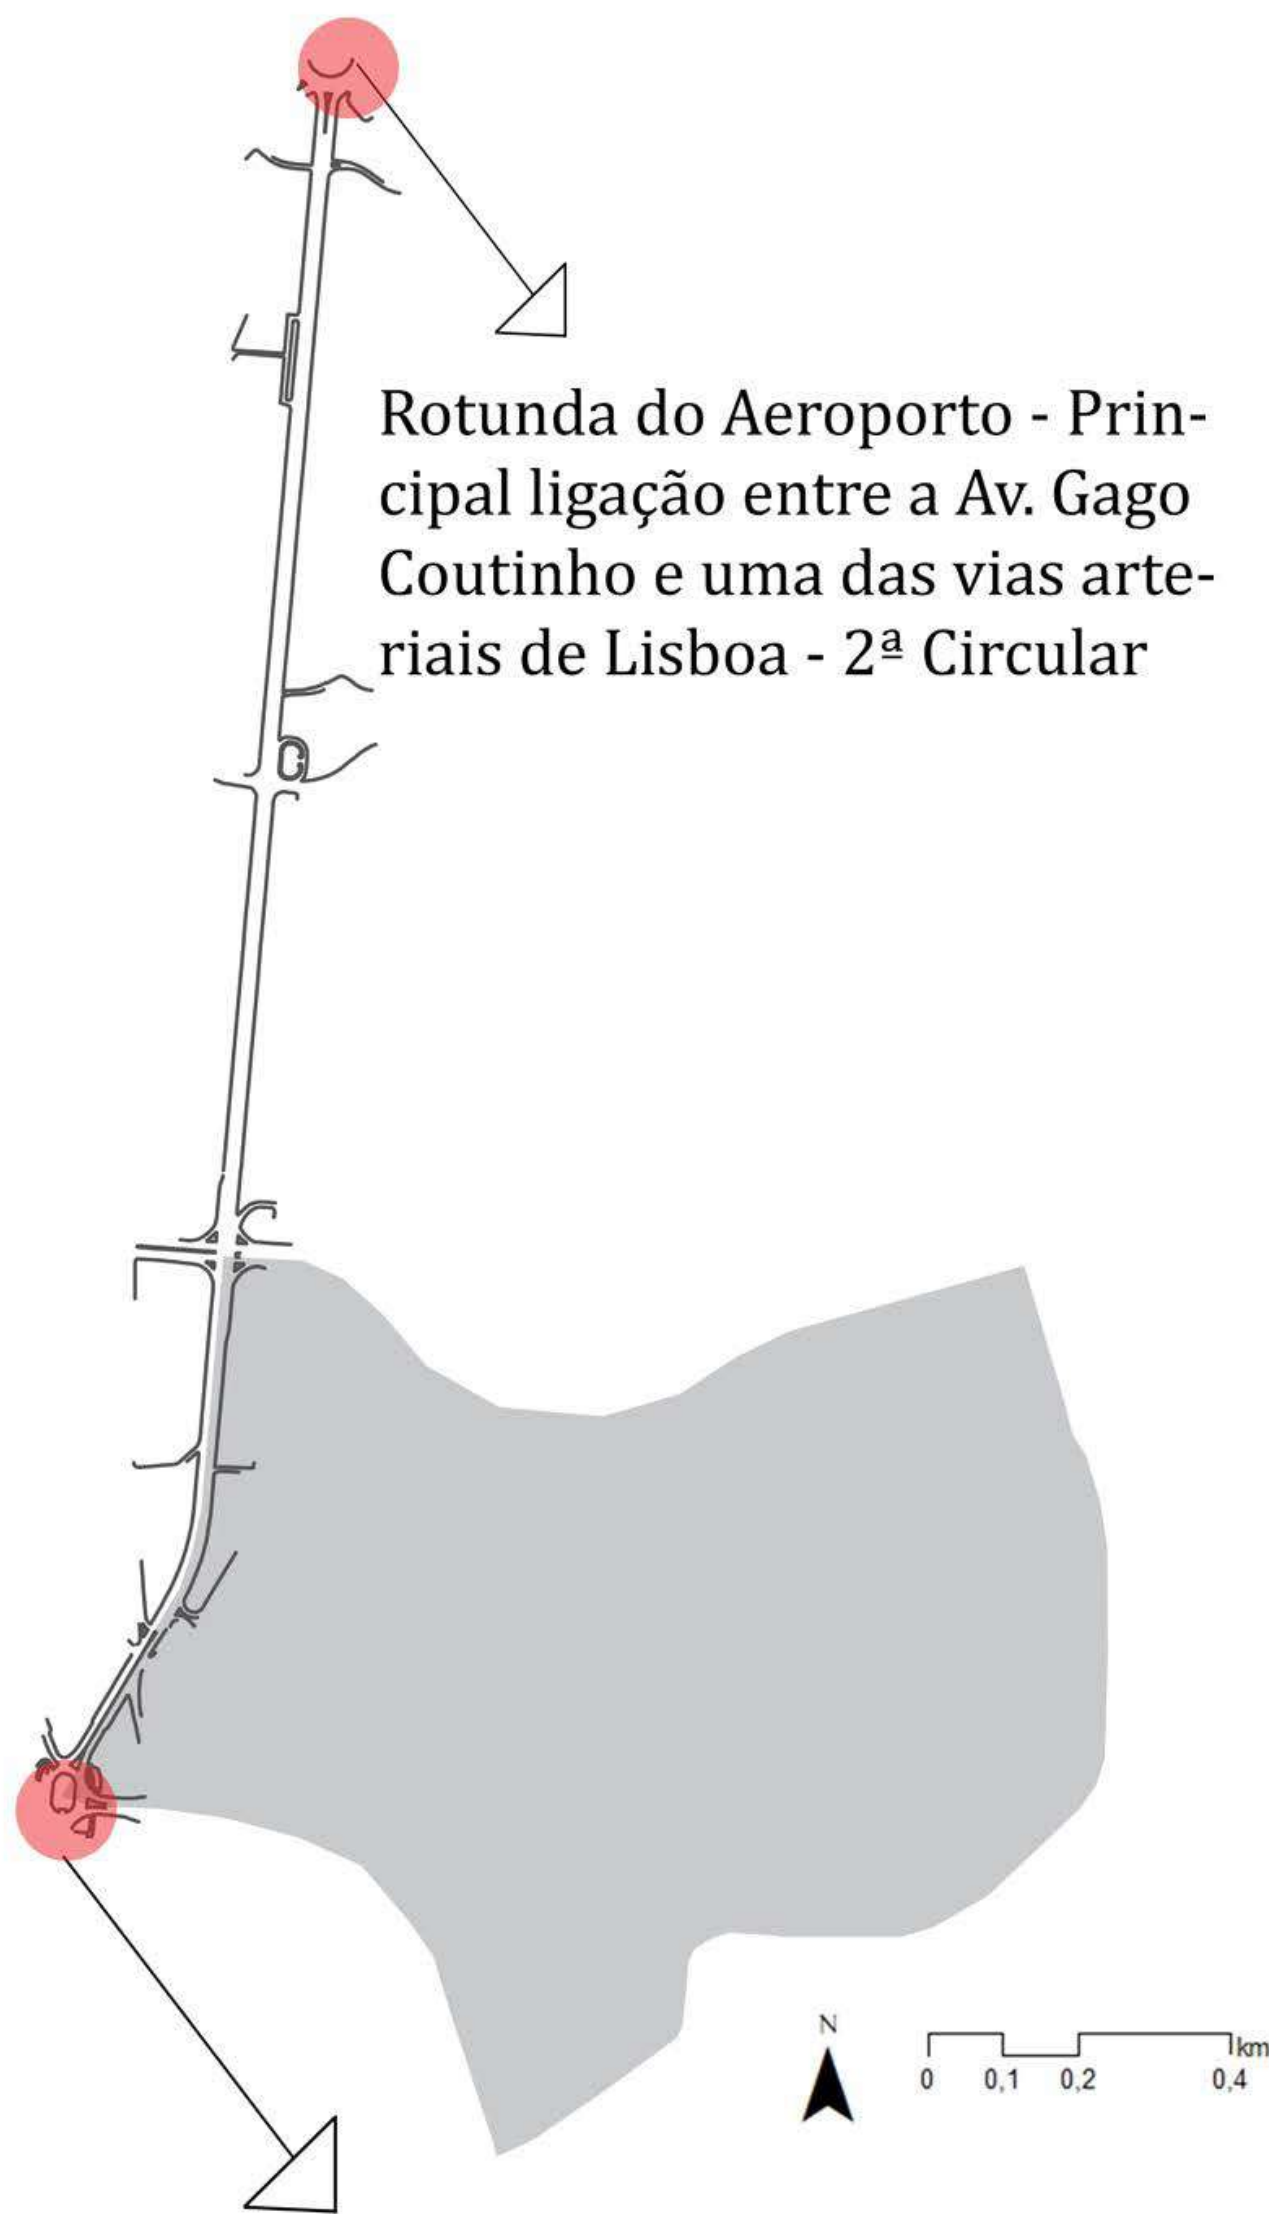 Rotunda do Aeroporto - Prin-
cipal ligação entre a Av. Gago
Coutinho e uma das vias arte-
riais de Lisboa - 2ª Circular
N
km
0 0,1 0,2 0,4